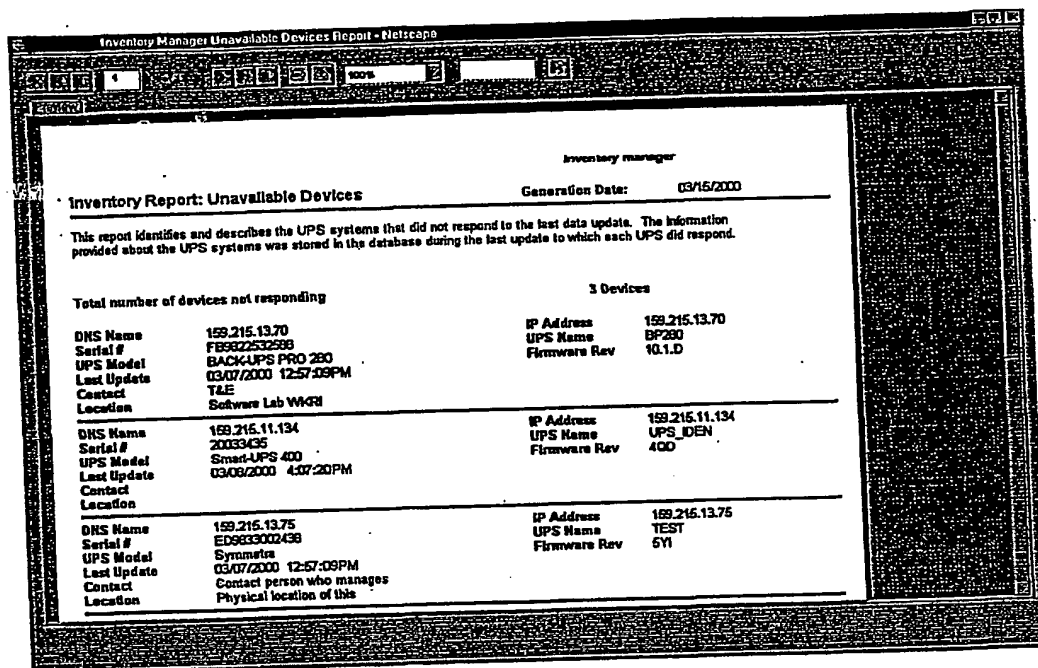 Inventory Manager Unavailable Devices Report - Netscape
1
100%
Inventory manager
Inventory Report: Unavailable Devices
Generation Date: 03/15/2000
This report identifies and describes the UPS systems that did not respond to the last data update. The information
provided about the UPS systems was stored in the database during the last update to which each UPS did respond.
Total number of devices not responding
3 Devices
DNS Name 159.215.13.70 IP Address 159.215.13.70
Serial # FB9822532588 UPS Name BP280
UPS Model BACK-UPS PRO 280 Firmware Rev 10.1.D
Last Update 03/07/2000 12:57:09PM
Contact T&E
Location Software Lab WKRI
DNS Name 159.215.11.134 IP Address 159.215.11.134
Serial # 20033435 UPS Name UPS_IDEN
UPS Model Smart-UPS 400 Firmware Rev 40D
Last Update 03/08/2000 4:07:20PM
Contact
Location
DNS Name 159.215.13.75 IP Address 159.215.13.75
Serial # ED9833002438 UPS Name TEST
UPS Model Symmetra Firmware Rev 5YI
Last Update 03/07/2000 12:57:09PM
Contact Contact person who manages
Location Physical location of this